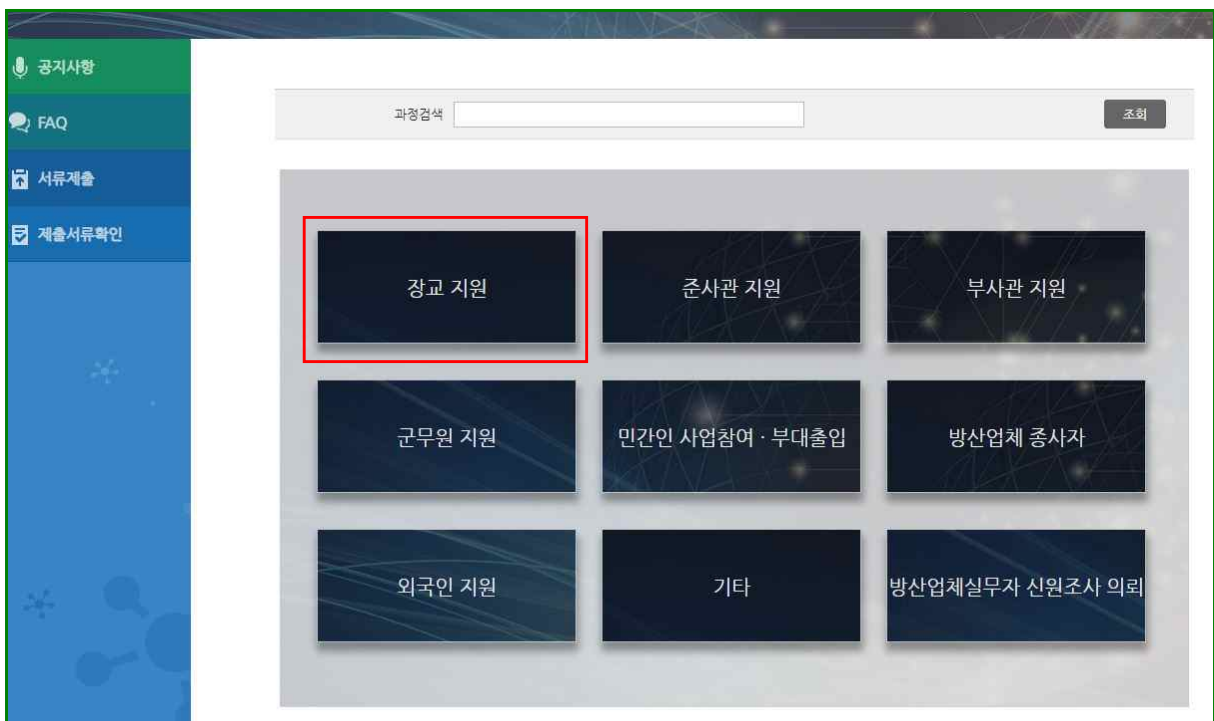 공지사항
FAQ
서류제출
제출서류확인
과정검색
조회
장교 지원
준사관 지원
부사관 지원
군무원 지원
민간인 사업참여 · 부대출입
방산업체 종사자
외국인 지원
기타
방산업체실무자 신원조사 의뢰